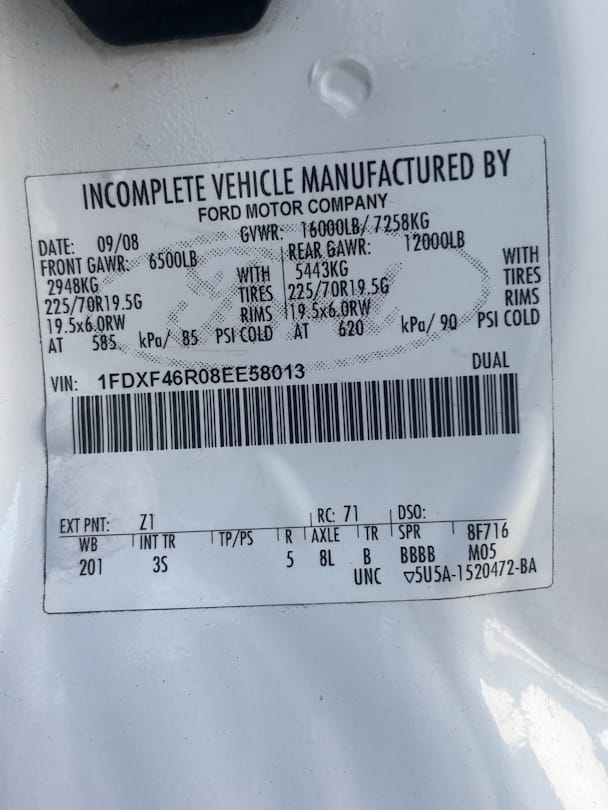 INCOMPLETE VEHICLE MANUFACTURED BY
FORD MOTOR COMPANY
DATE: 09/08 GVWR: 16000LB/ 7258KG
FRONT GAWR: 6500LB REAR GAWR: 12000LB
2948KG WITH 5443KG WITH
225/70R19.5G TIRES 225/70R19.5G TIRES
19.5x6.0RW RIMS 19.5x6.0RW RIMS
AT 585 kPa/ 85 PSI COLD AT 620 kPa/ 90 PSI COLD
VIN: 1FDXF46R08EE58013 DUAL
EXT PNT: Z1 RC: 71 DSO:
WB INT TR TP/PS R AXLE TR SPR 8F716
201 3S 5 8L B BBBB M05
UNC ▽5U5A-1520472-BA